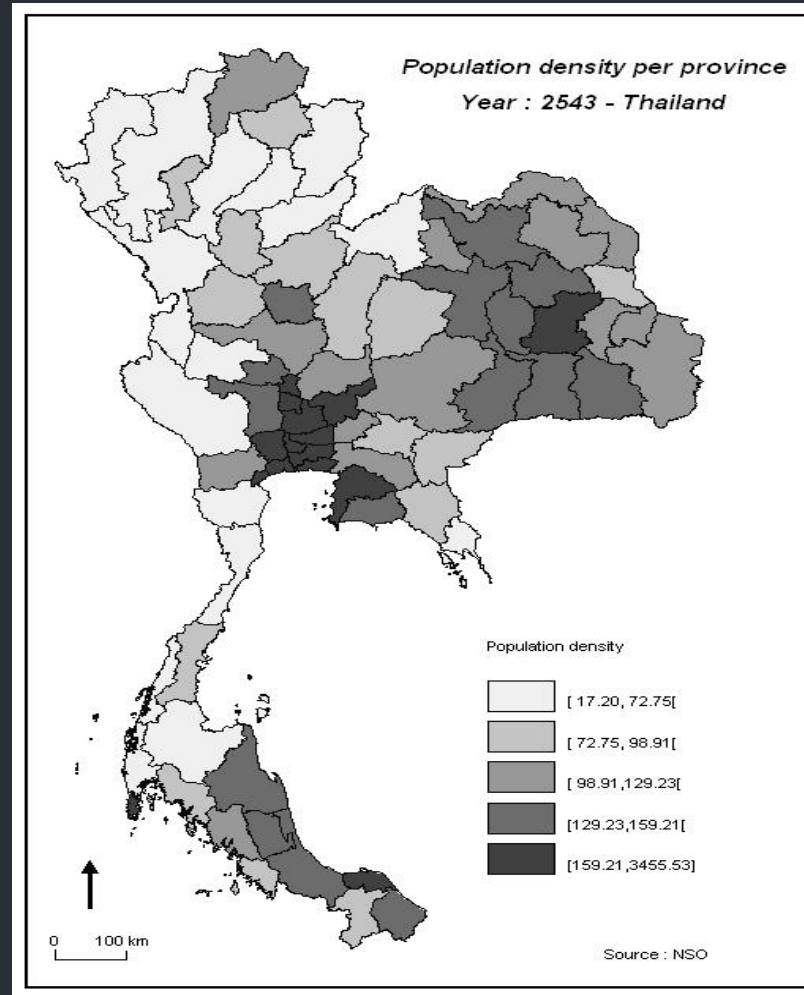 Population density per province
Year : 2543 - Thailand
Population density
[ 17.20, 72.75[
[ 72.75, 98.91[
[ 98.91,129.23[
[129.23,159.21[
[159.21,3455.53]
0 100 km
Source : NSO